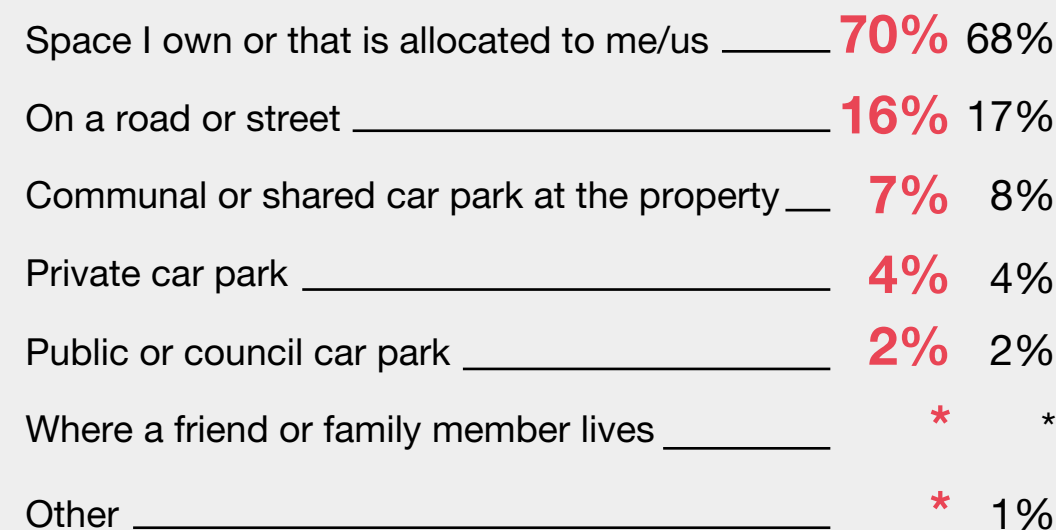 Space I own or that is allocated to me/us 70% 68%
On a road or street 16% 17%
Communal or shared car park at the property 7% 8%
Private car park 4% 4%
Public or council car park 2% 2%
Where a friend or family member lives * *
Other * 1%